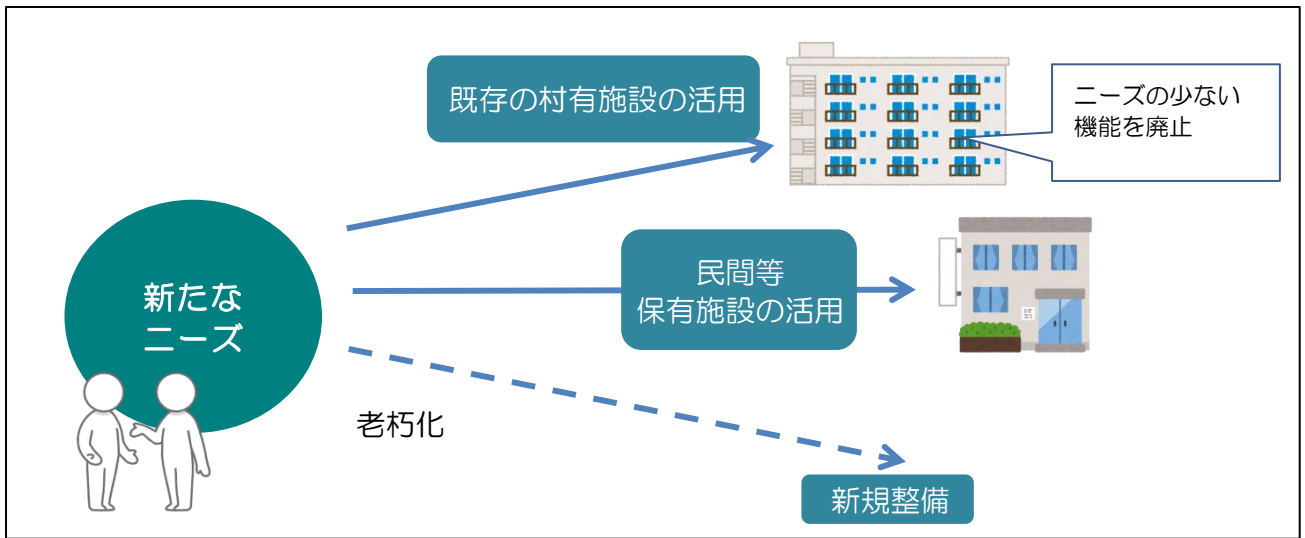 既存の村有施設の活用
ニーズの少ない
機能を廃止
民間等
保有施設の活用
新たな
ニーズ
老朽化
新規整備